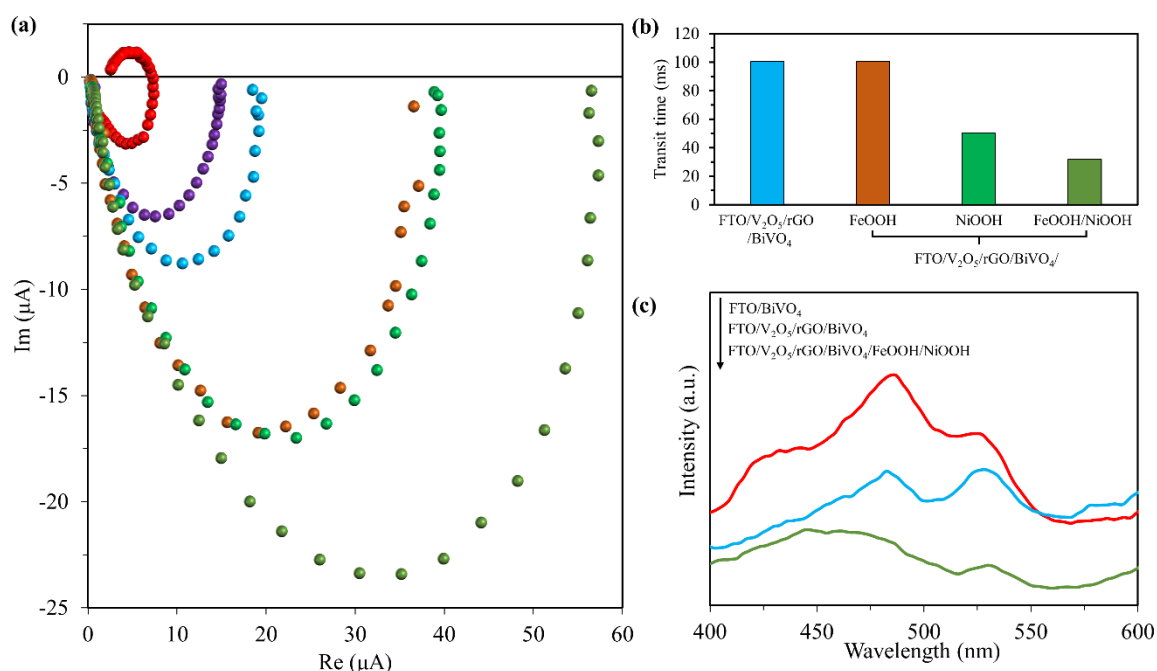 (a)
0
-5
-10
-15
-20
-25
Im (µA)
0 10 20 30 40 50 60
Re (µA)
(b)
120
100
80
60
40
20
0
Transit time (ms)
FTO/V₂O₅/rGO
/BiVO₄
FeOOH
NiOOH
FeOOH/NiOOH
FTO/V₂O₅/rGO/BiVO₄/
(c)
FTO/BiVO₄
FTO/V₂O₅/rGO/BiVO₄
FTO/V₂O₅/rGO/BiVO₄/FeOOH/NiOOH
Intensity (a.u.)
400 450 500 550 600
Wavelength (nm)